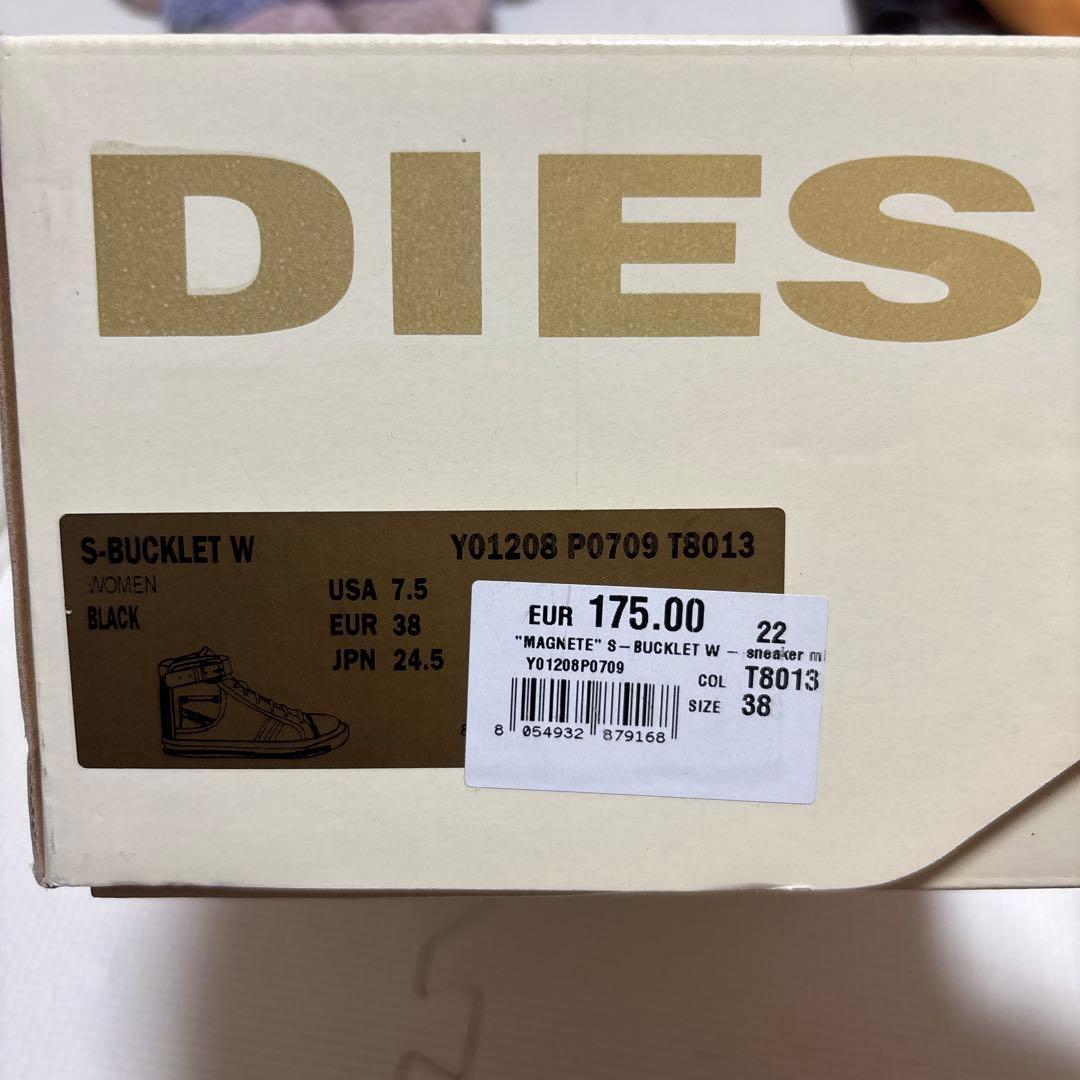 DIES
S-BUCKLET W Y01208 P0709 T8013
WOMEN
BLACK
USA 7.5
EUR 38
JPN 24.5
EUR 175.00
22
"MAGNETE" S-BUCKLET W - sneaker m
Y01208P0709
COL T8013
SIZE 38
8 054932 879168